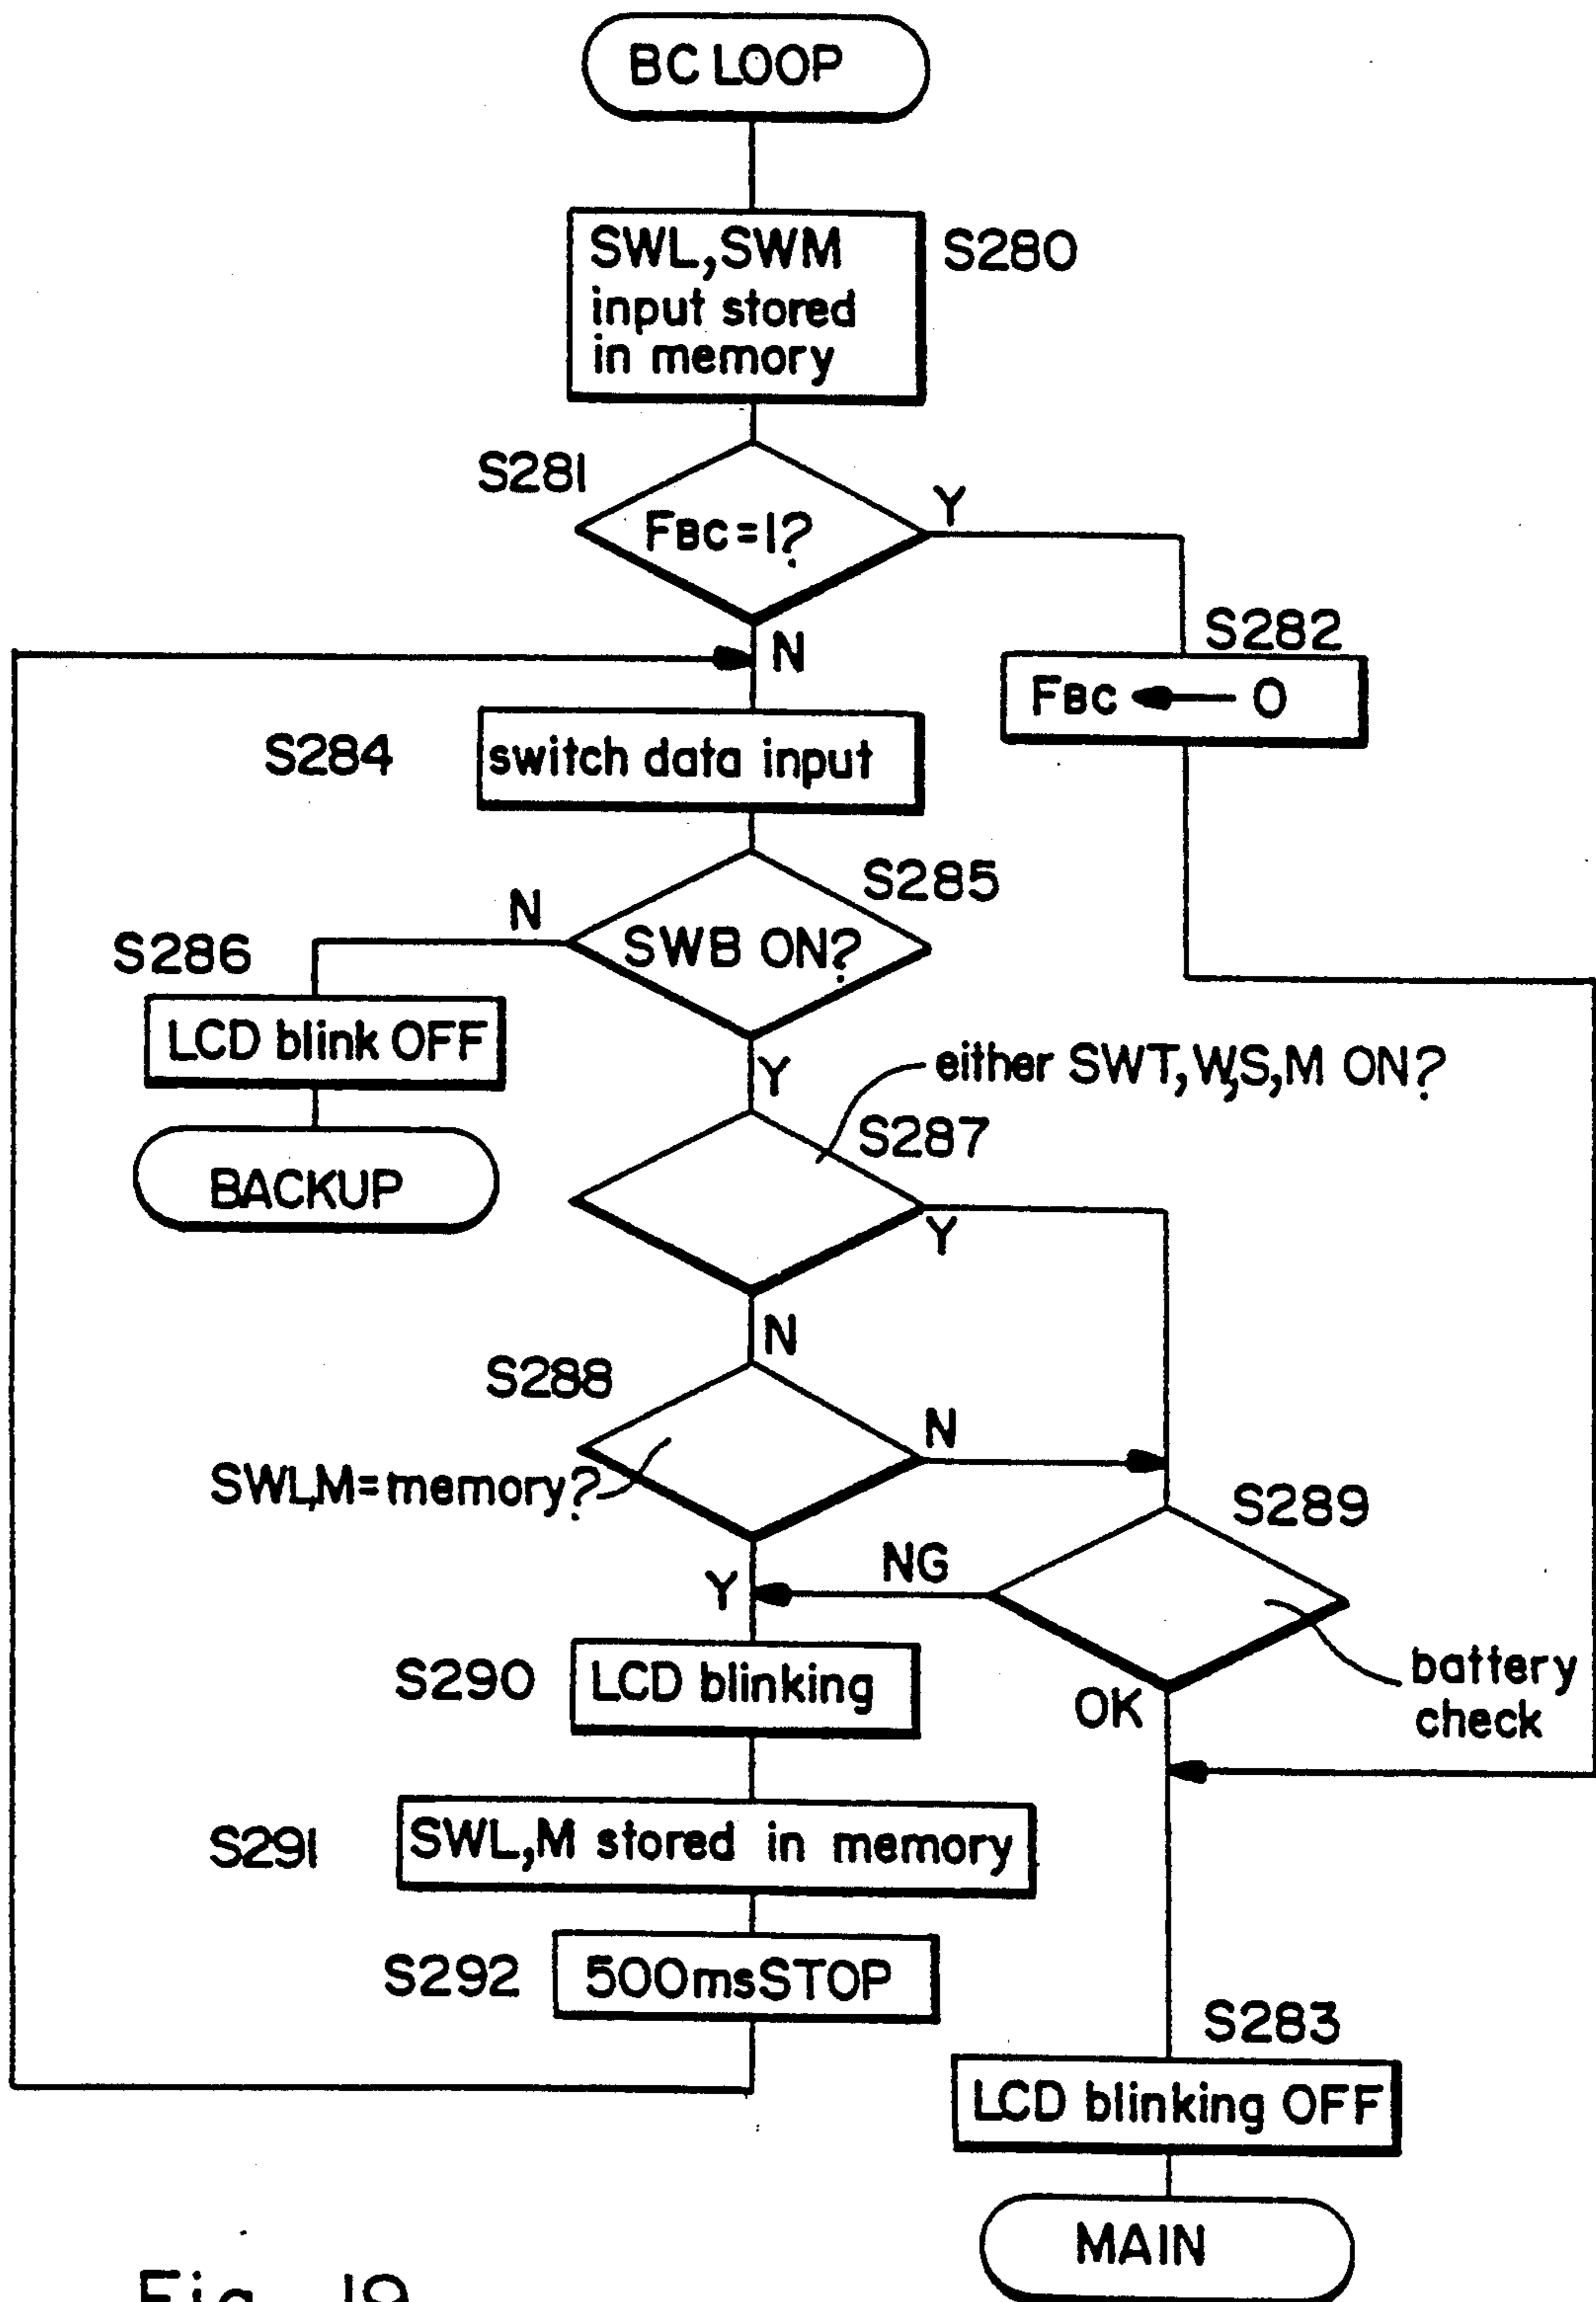 BC LOOP
SWL,SWM
input stored
in memory
S280
S281
FBC=1?
Y
N
S282
FBC ← 0
S284
switch data input
S285
SWB ON?
N
S286
LCD blink OFF
BACKUP
Y
either SWT,W,S,M ON?
S287
Y
N
S288
SWL,M=memory?
N
S289
NG
Y
battery
check
OK
S290
LCD blinking
S291
SWL,M stored in memory
S292
500msSTOP
S283
LCD blinking OFF
MAIN
Fig. 19